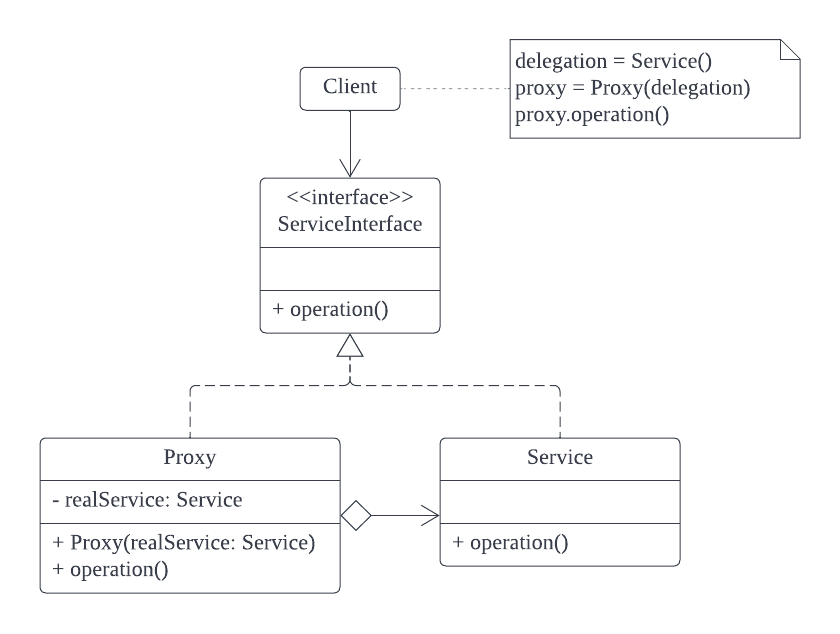 Client
delegation = Service()
proxy = Proxy(delegation)
proxy.operation()
<<interface>>
ServiceInterface
+ operation()
Proxy
- realService: Service
+ Proxy(realService: Service)
+ operation()
Service
+ operation()